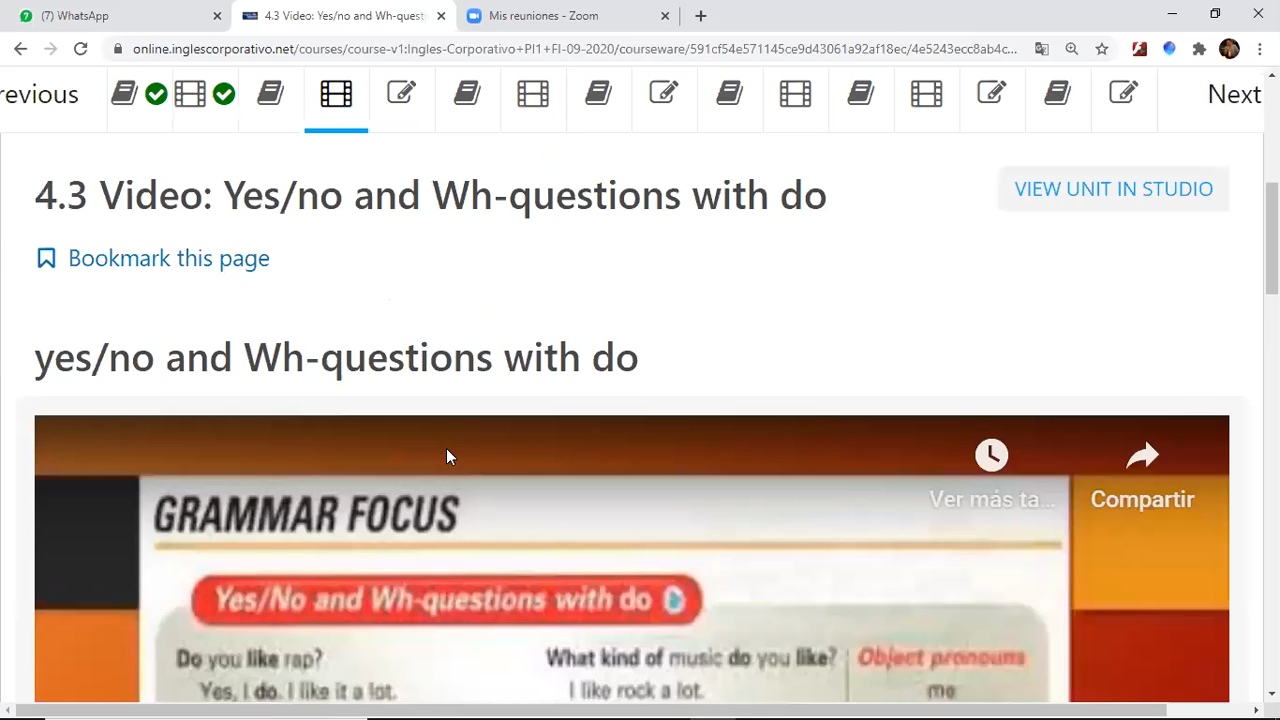 (7) WhatsApp
4.3 Video: Yes/no and Wh-quest
Mis reuniones - Zoom
online.inglescorporativo.net/courses/course-v1:Ingles-Corporativo+PI1+FI-09-2020/courseware/591cf54e571145ce9d43061a92af18ec/4e5243ecc8ab4c...
revious
Next
4.3 Video: Yes/no and Wh-questions with do
VIEW UNIT IN STUDIO
Bookmark this page
yes/no and Wh-questions with do
GRAMMAR FOCUS
Ver más ta...
Compartir
Yes/No and Wh-questions with do
Do you like rap?
What kind of music do you like?
Object pronouns
Yes, I do. I like it a lot.
I like rock a lot.
me